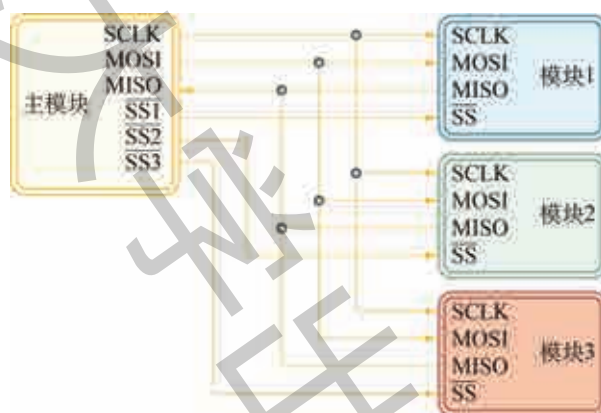 主模块
SCLK
MOSI
MISO
SS1
SS2
SS3
SCLK
MOSI
MISO
SS
模块1
SCLK
MOSI
MISO
SS
模块2
SCLK
MOSI
MISO
SS
模块3